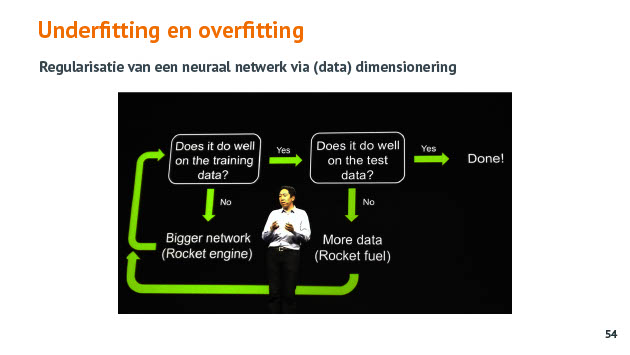 Underfitting en overfitting
Regularisatie van een neuraal netwerk via (data) dimensionering
Does it do well
on the training
data?
Yes
Does it do well
on the test
data?
Yes
Done!
No
No
Bigger network
(Rocket engine)
More data
(Rocket fuel)
54